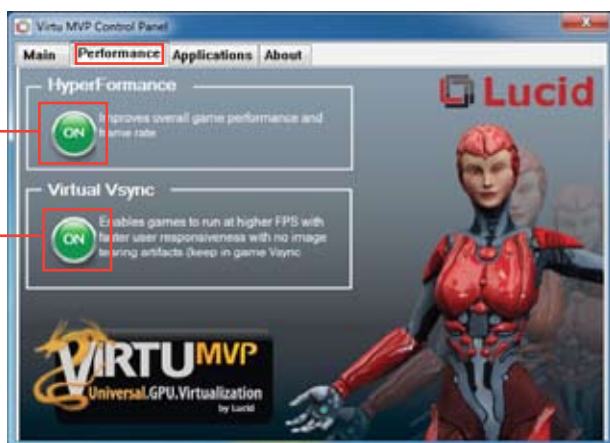 Virtu MVP Control Panel
Main Performance Applications About
HyperFormance
ON
Improves overall game performance and
frame rate
Virtual Vsync
ON
Enables games to run at higher FPS with
faster user responsiveness with no image
tearing artifacts (keep in game Vsync
Lucid
VIRTU MVP
Universal.GPU.Virtualization
by Lucid